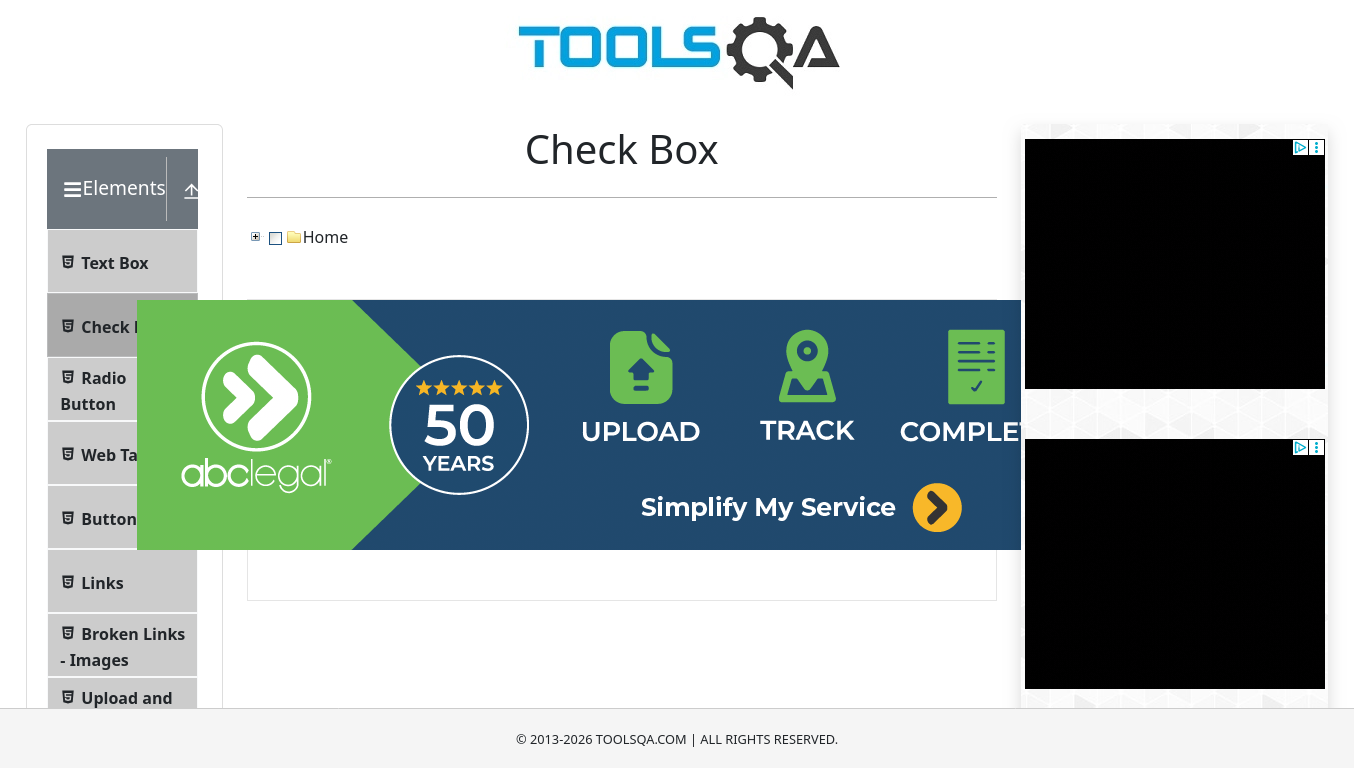 TOOLSQA
Elements
Text Box
Check
Radio
Button
Web Ta
Button
Links
Broken Links
- Images
Upload and
Check Box
Home
abclegal®
50
YEARS
UPLOAD
TRACK
COMPLET
Simplify My Service
© 2013-2026 TOOLSQA.COM | ALL RIGHTS RESERVED.